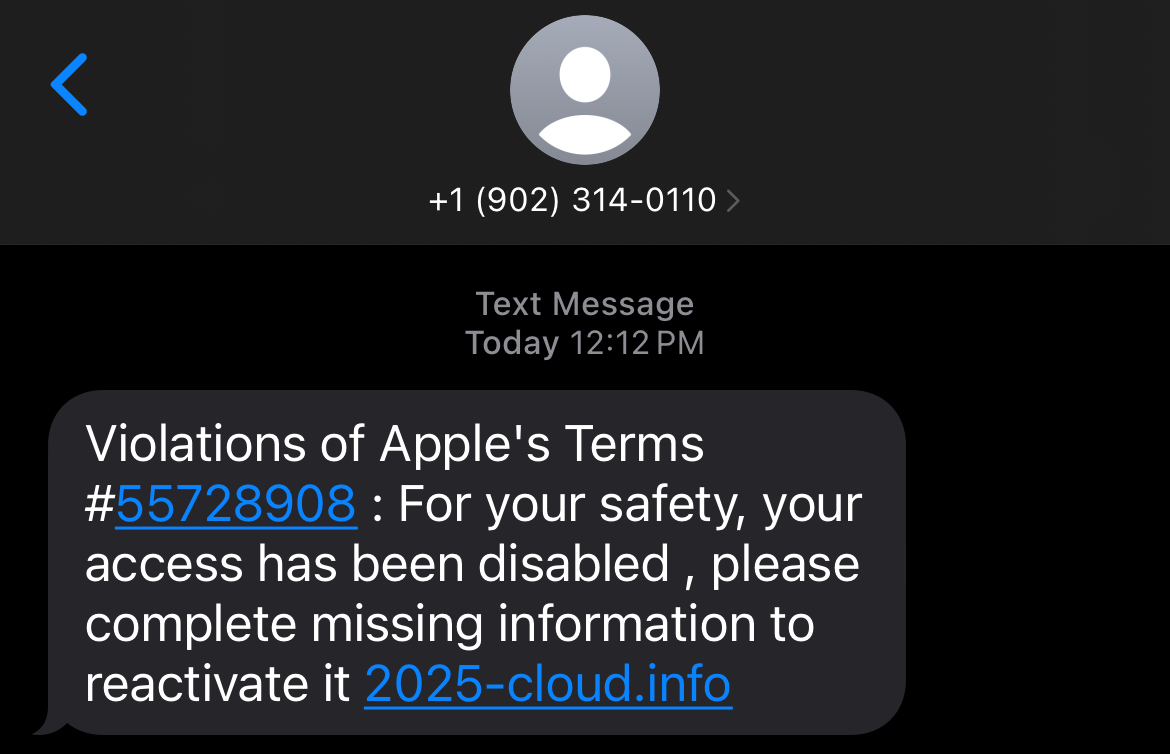 +1 (902) 314-0110
Text Message
Today 12:12 PM
Violations of Apple's Terms
#55728908 : For your safety, your
access has been disabled , please
complete missing information to
reactivate it 2025-cloud.info